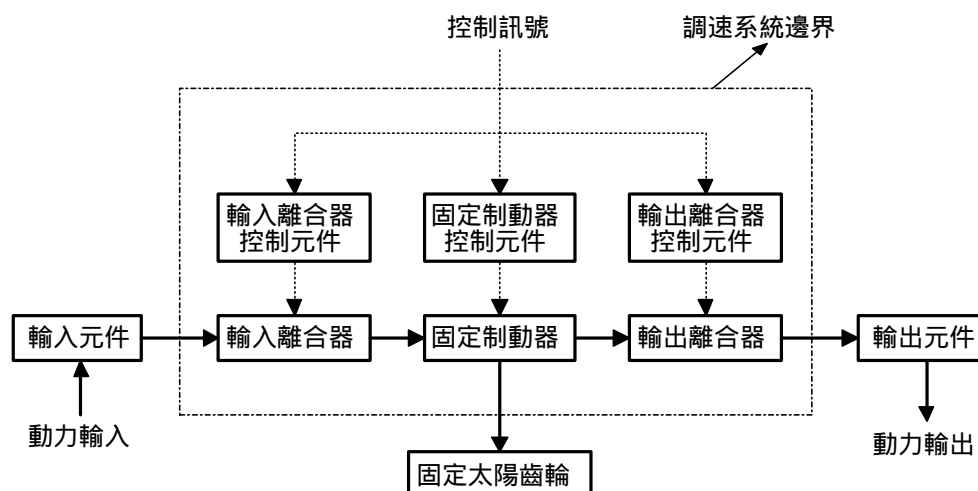 控制訊號
調速系統邊界
輸入離合器
控制元件
固定制動器
控制元件
輸出離合器
控制元件
輸入元件
輸入離合器
固定制動器
輸出離合器
輸出元件
動力輸入
動力輸出
固定太陽齒輪